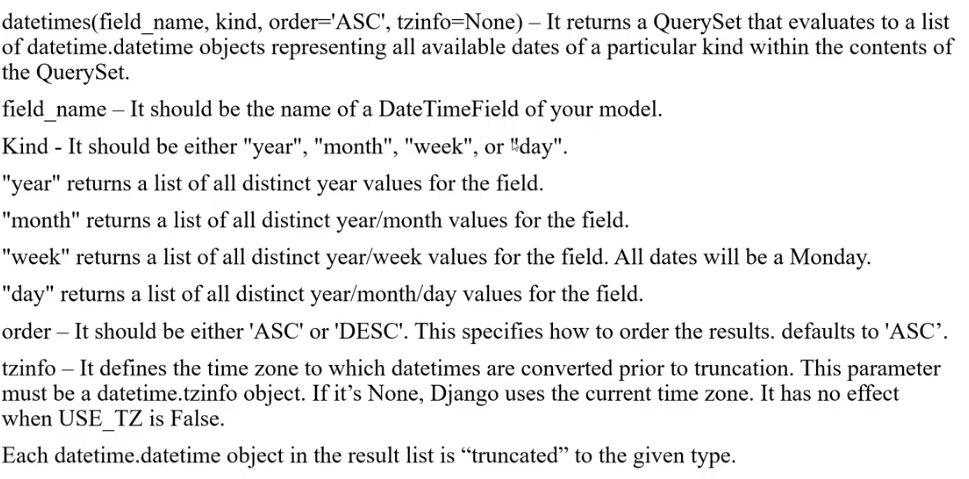 datetimes(field_name, kind, order='ASC', tzinfo=None) – It returns a QuerySet that evaluates to a list
of datetime.datetime objects representing all available dates of a particular kind within the contents of
the QuerySet.
field_name – It should be the name of a DateTimeField of your model.
Kind - It should be either "year", "month", "week", or "day".
"year" returns a list of all distinct year values for the field.
"month" returns a list of all distinct year/month values for the field.
"week" returns a list of all distinct year/week values for the field. All dates will be a Monday.
"day" returns a list of all distinct year/month/day values for the field.
order – It should be either 'ASC' or 'DESC'. This specifies how to order the results. defaults to 'ASC’.
tzinfo – It defines the time zone to which datetimes are converted prior to truncation. This parameter
must be a datetime.tzinfo object. If it’s None, Django uses the current time zone. It has no effect
when USE_TZ is False.
Each datetime.datetime object in the result list is “truncated” to the given type.